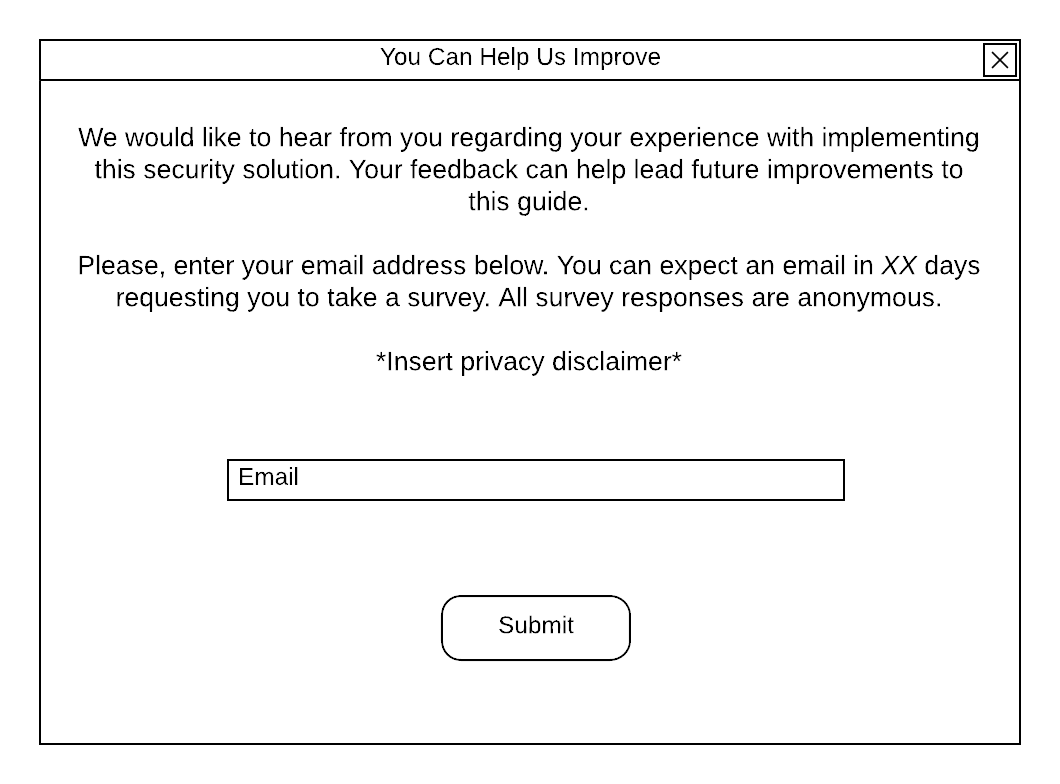 You Can Help Us Improve
We would like to hear from you regarding your experience with implementing
this security solution. Your feedback can help lead future improvements to
this guide.
Please, enter your email address below. You can expect an email in XX days
requesting you to take a survey. All survey responses are anonymous.
*Insert privacy disclaimer*
Email
Submit